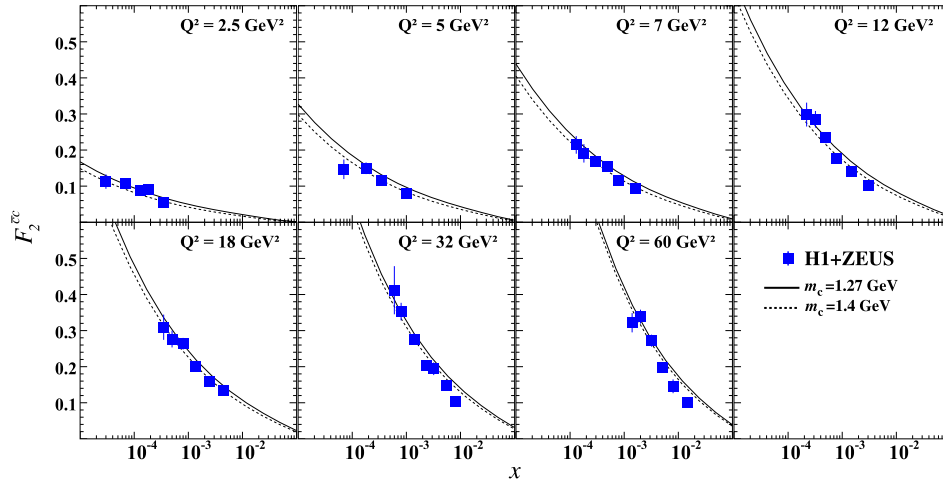 Q² = 2.5 GeV²
Q² = 5 GeV²
Q² = 7 GeV²
Q² = 12 GeV²
0.5
0.4
0.3
0.2
0.1
F₂^c̄c
Q² = 18 GeV²
Q² = 32 GeV²
Q² = 60 GeV²
H1+ZEUS
m_c=1.27 GeV
m_c=1.4 GeV
0.5
0.4
0.3
0.2
0.1
10⁻⁴ 10⁻³ 10⁻² 10⁻⁴ 10⁻³ 10⁻² 10⁻⁴ 10⁻³ 10⁻² 10⁻⁴ 10⁻³ 10⁻²
x x